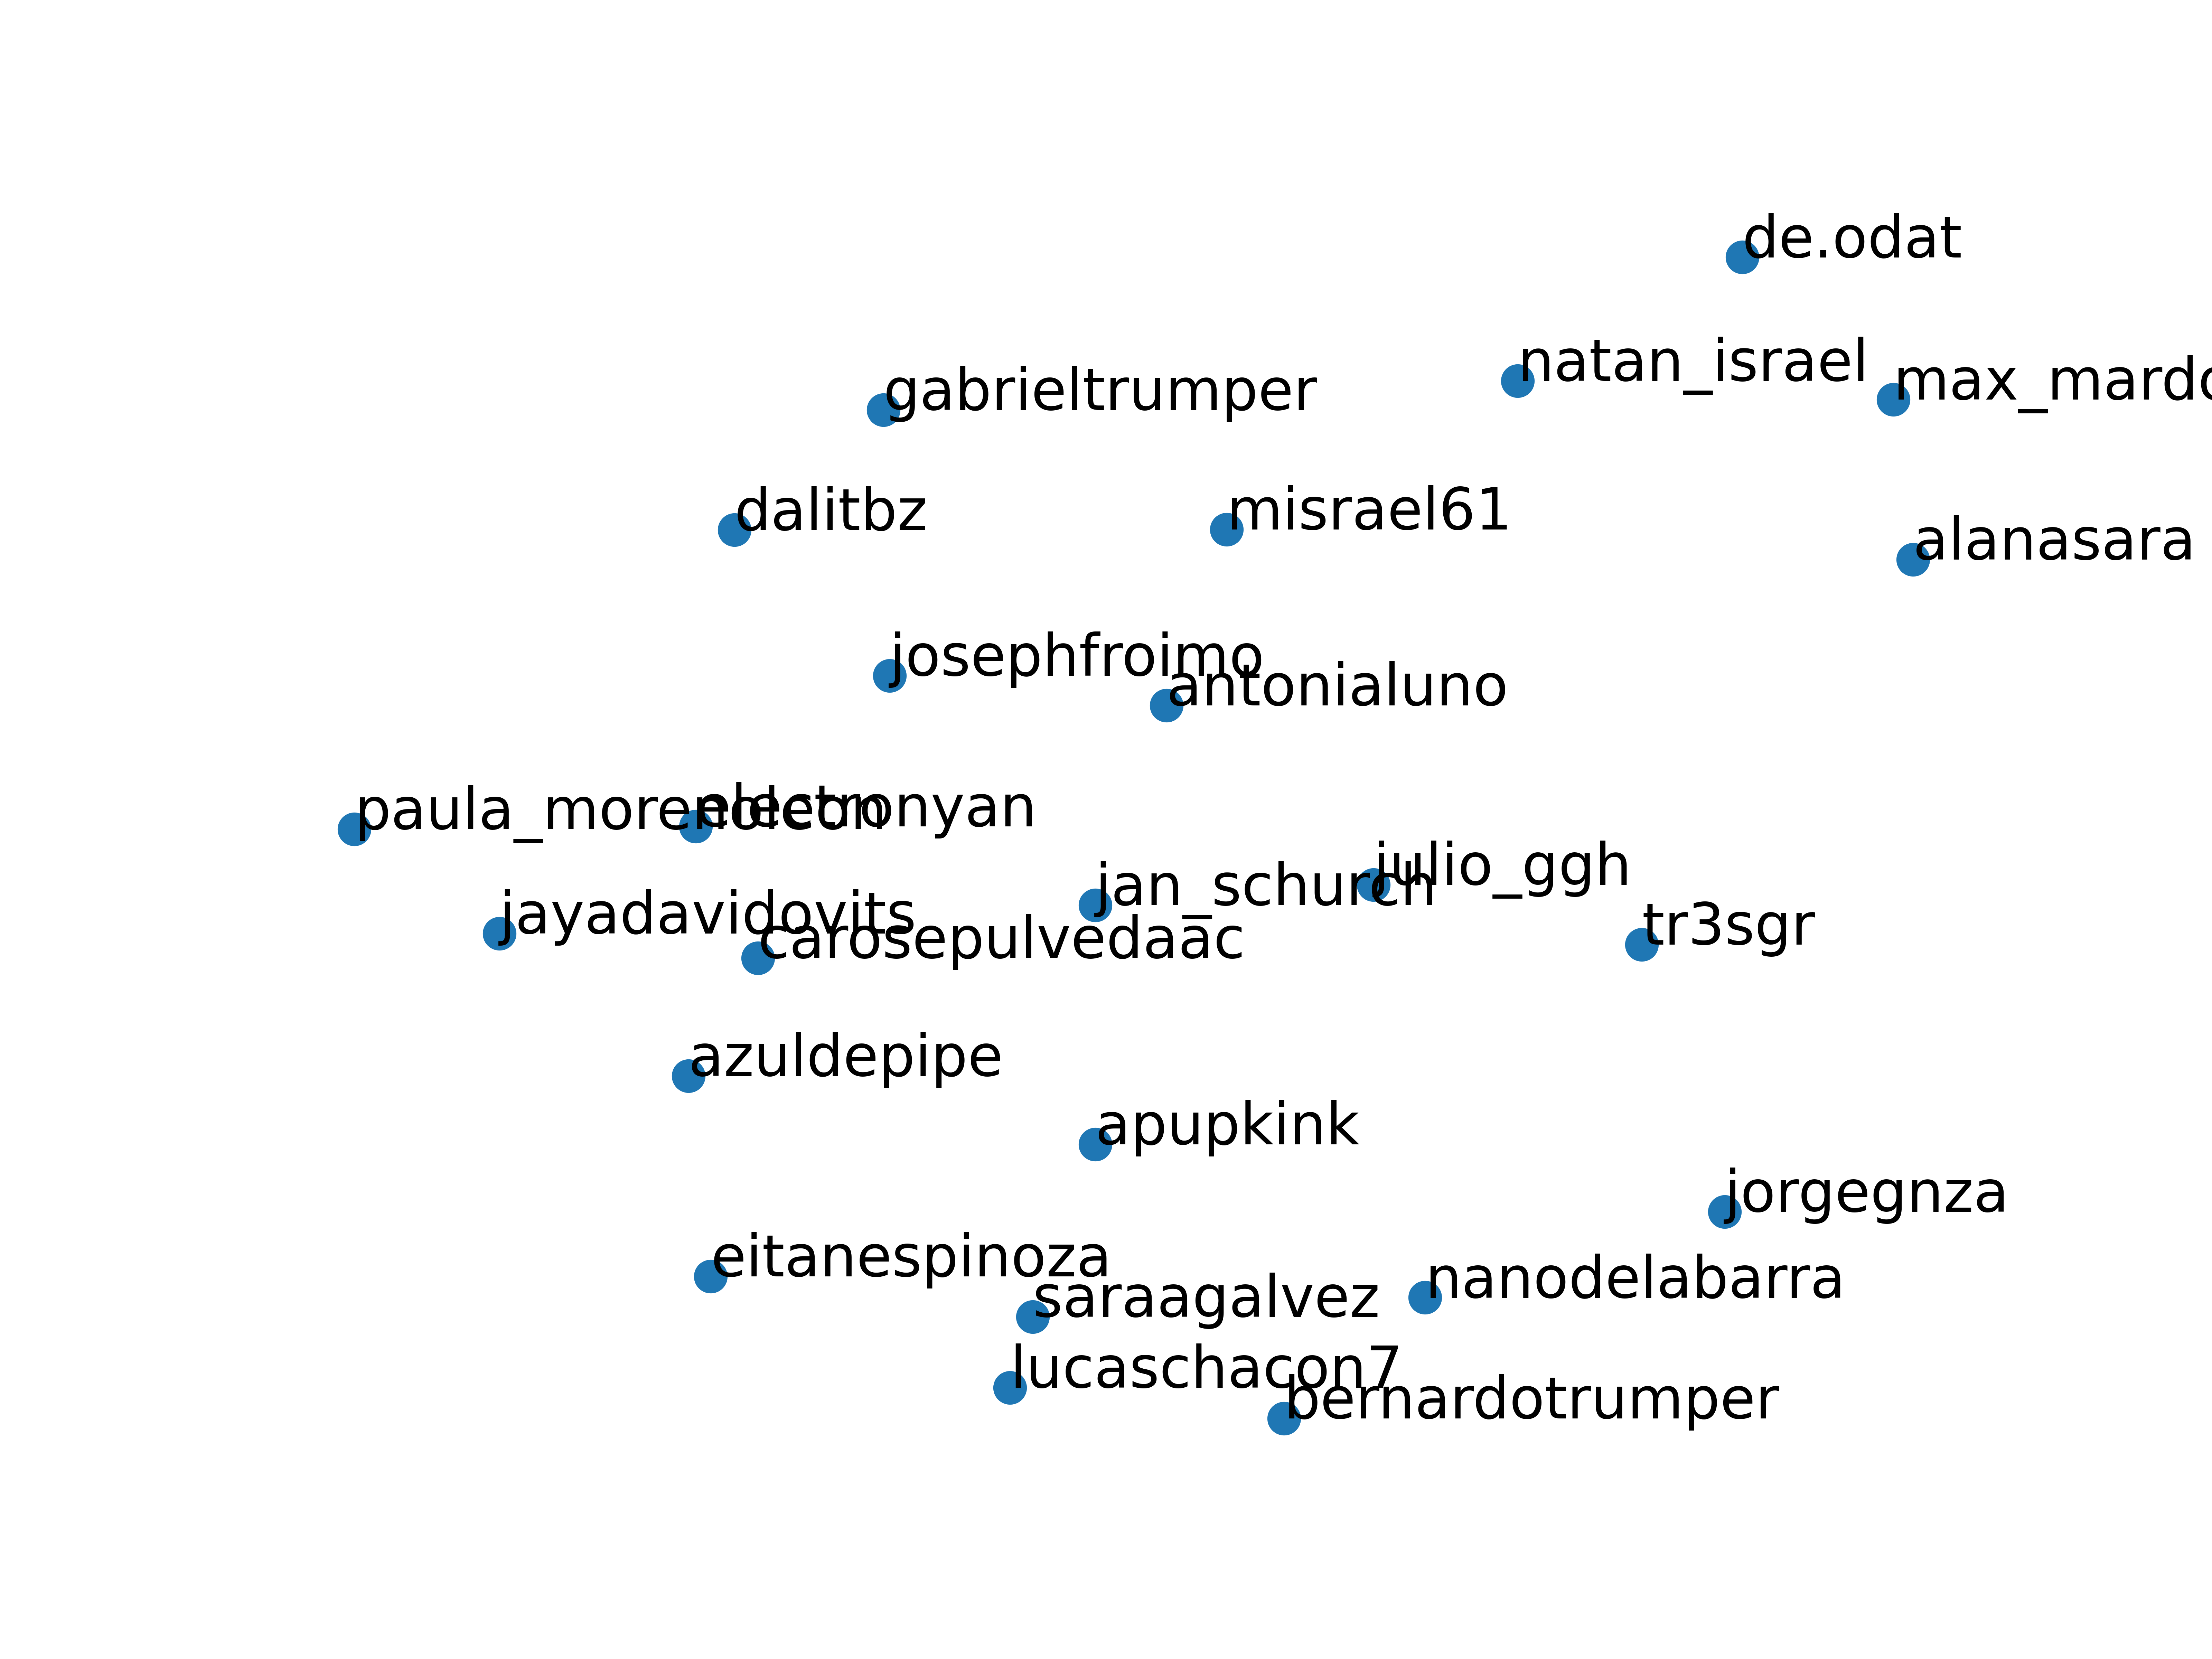 de.odat
natan_israel
max_mardo
gabrieltrumper
dalitbz
misrael61
alanasara
josephfroimo
antonialuno
paula_morenoleon
electronyan
julio_ggh
jan_schurch
jayadavidovits
tr3sgr
carosepulvedaac
azuldepipe
apupkink
jorgegnza
eitanespinoza
nanodelabarra
saraagalvez
lucaschacon7
bernardotrumper